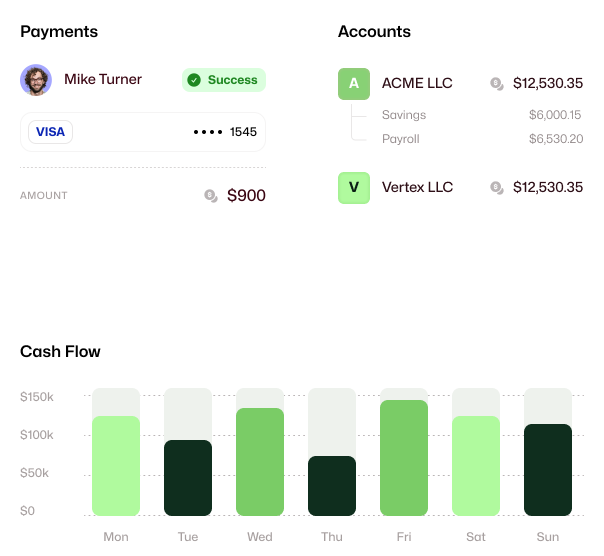 Payments
Mike Turner
Success
VISA
•••• 1545
AMOUNT
$900
Accounts
A
ACME LLC
$12,530.35
Savings
$6,000.15
Payroll
$6,530.20
V
Vertex LLC
$12,530.35
Cash Flow
$150k
$100k
$50k
$0
Mon Tue Wed Thu Fri Sat Sun